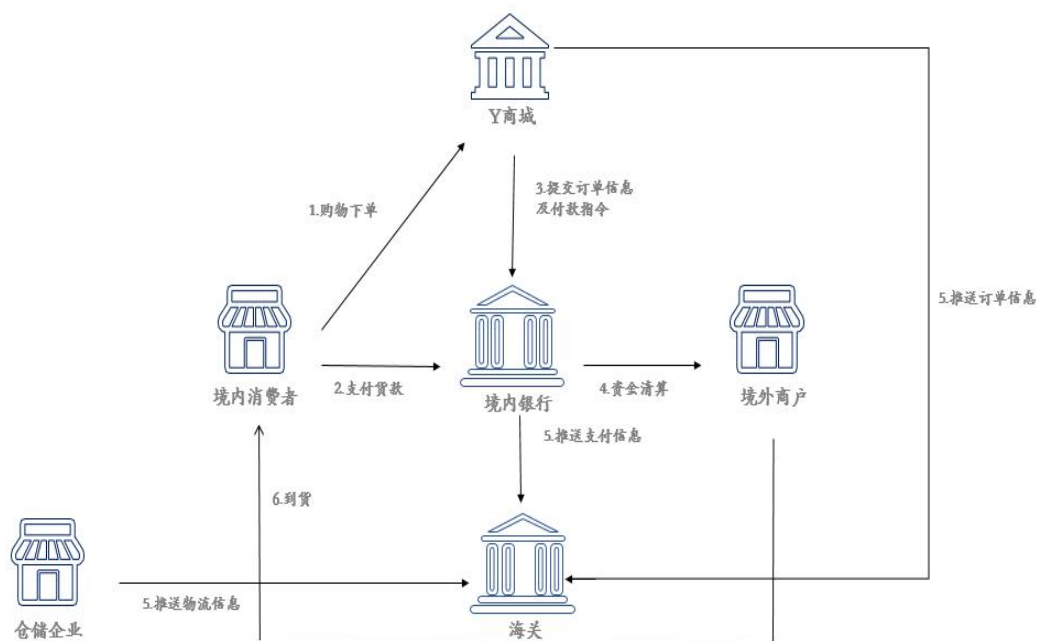 Y商城
1.购物下单
3.提交订单信息
及付款指令
5.推送订单信息
境内消费者
2.支付货款
境内银行
4.资金清算
境外商户
5.推送支付信息
6.到货
仓储企业
5.推送物流信息
海关